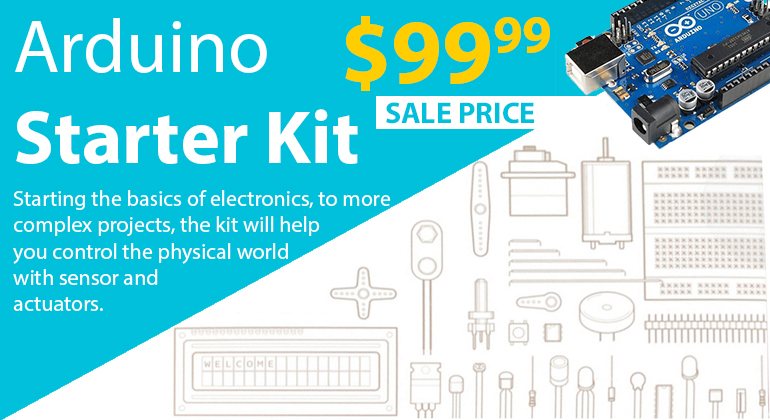 Arduino
$99.99
Starter Kit
SALE PRICE
Starting the basics of electronics, to more
complex projects, the kit will help
you control the physical world
with sensor and
actuators.
UNO
ARDUINO
WELCOME